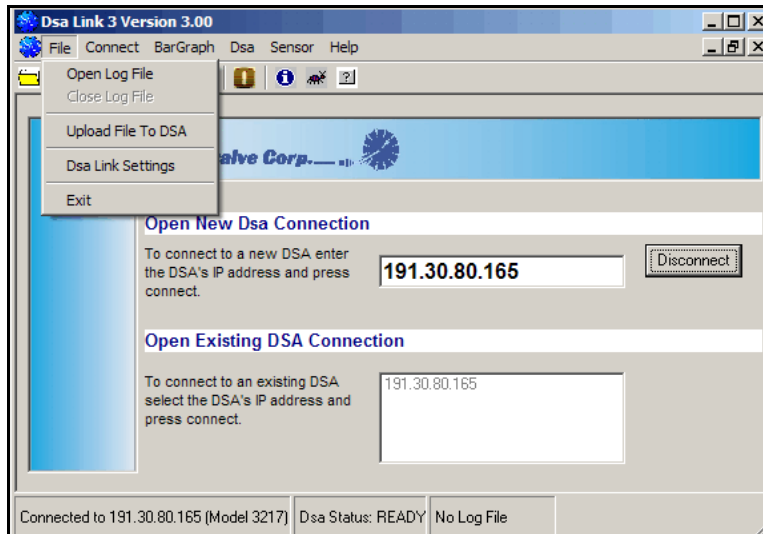 Dsa Link 3 Version 3.00
File Connect BarGraph Dsa Sensor Help
Open Log File
Close Log File
Upload File To DSA
Dsa Link Settings
Exit
alve Corp.
Open New Dsa Connection
To connect to a new DSA enter
the DSA's IP address and press
connect.
191.30.80.165
Disconnect
Open Existing DSA Connection
To connect to an existing DSA
select the DSA's IP address and
press connect.
191.30.80.165
Connected to 191.30.80.165 (Model 3217) Dsa Status: READY No Log File